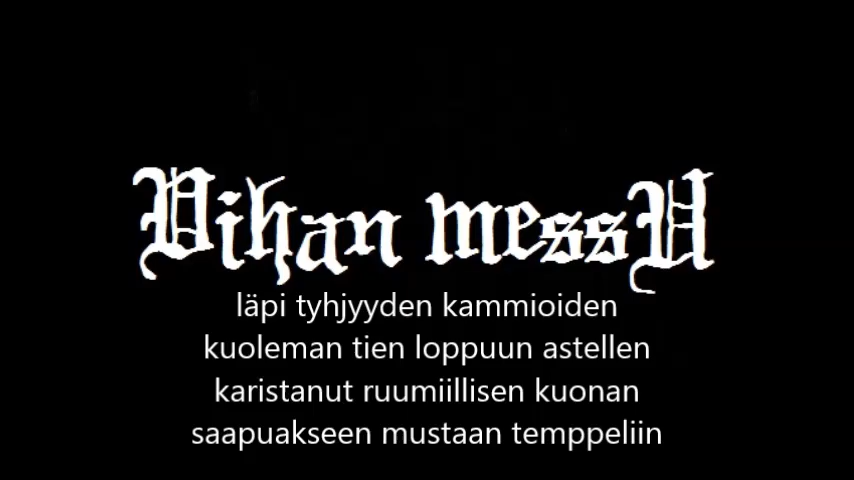 Vihan messU
läpi tyhjyyden kammioiden
kuoleman tien loppuun astellen
karistanut ruumiillisen kuonan
saapuakseen mustaan temppeliin